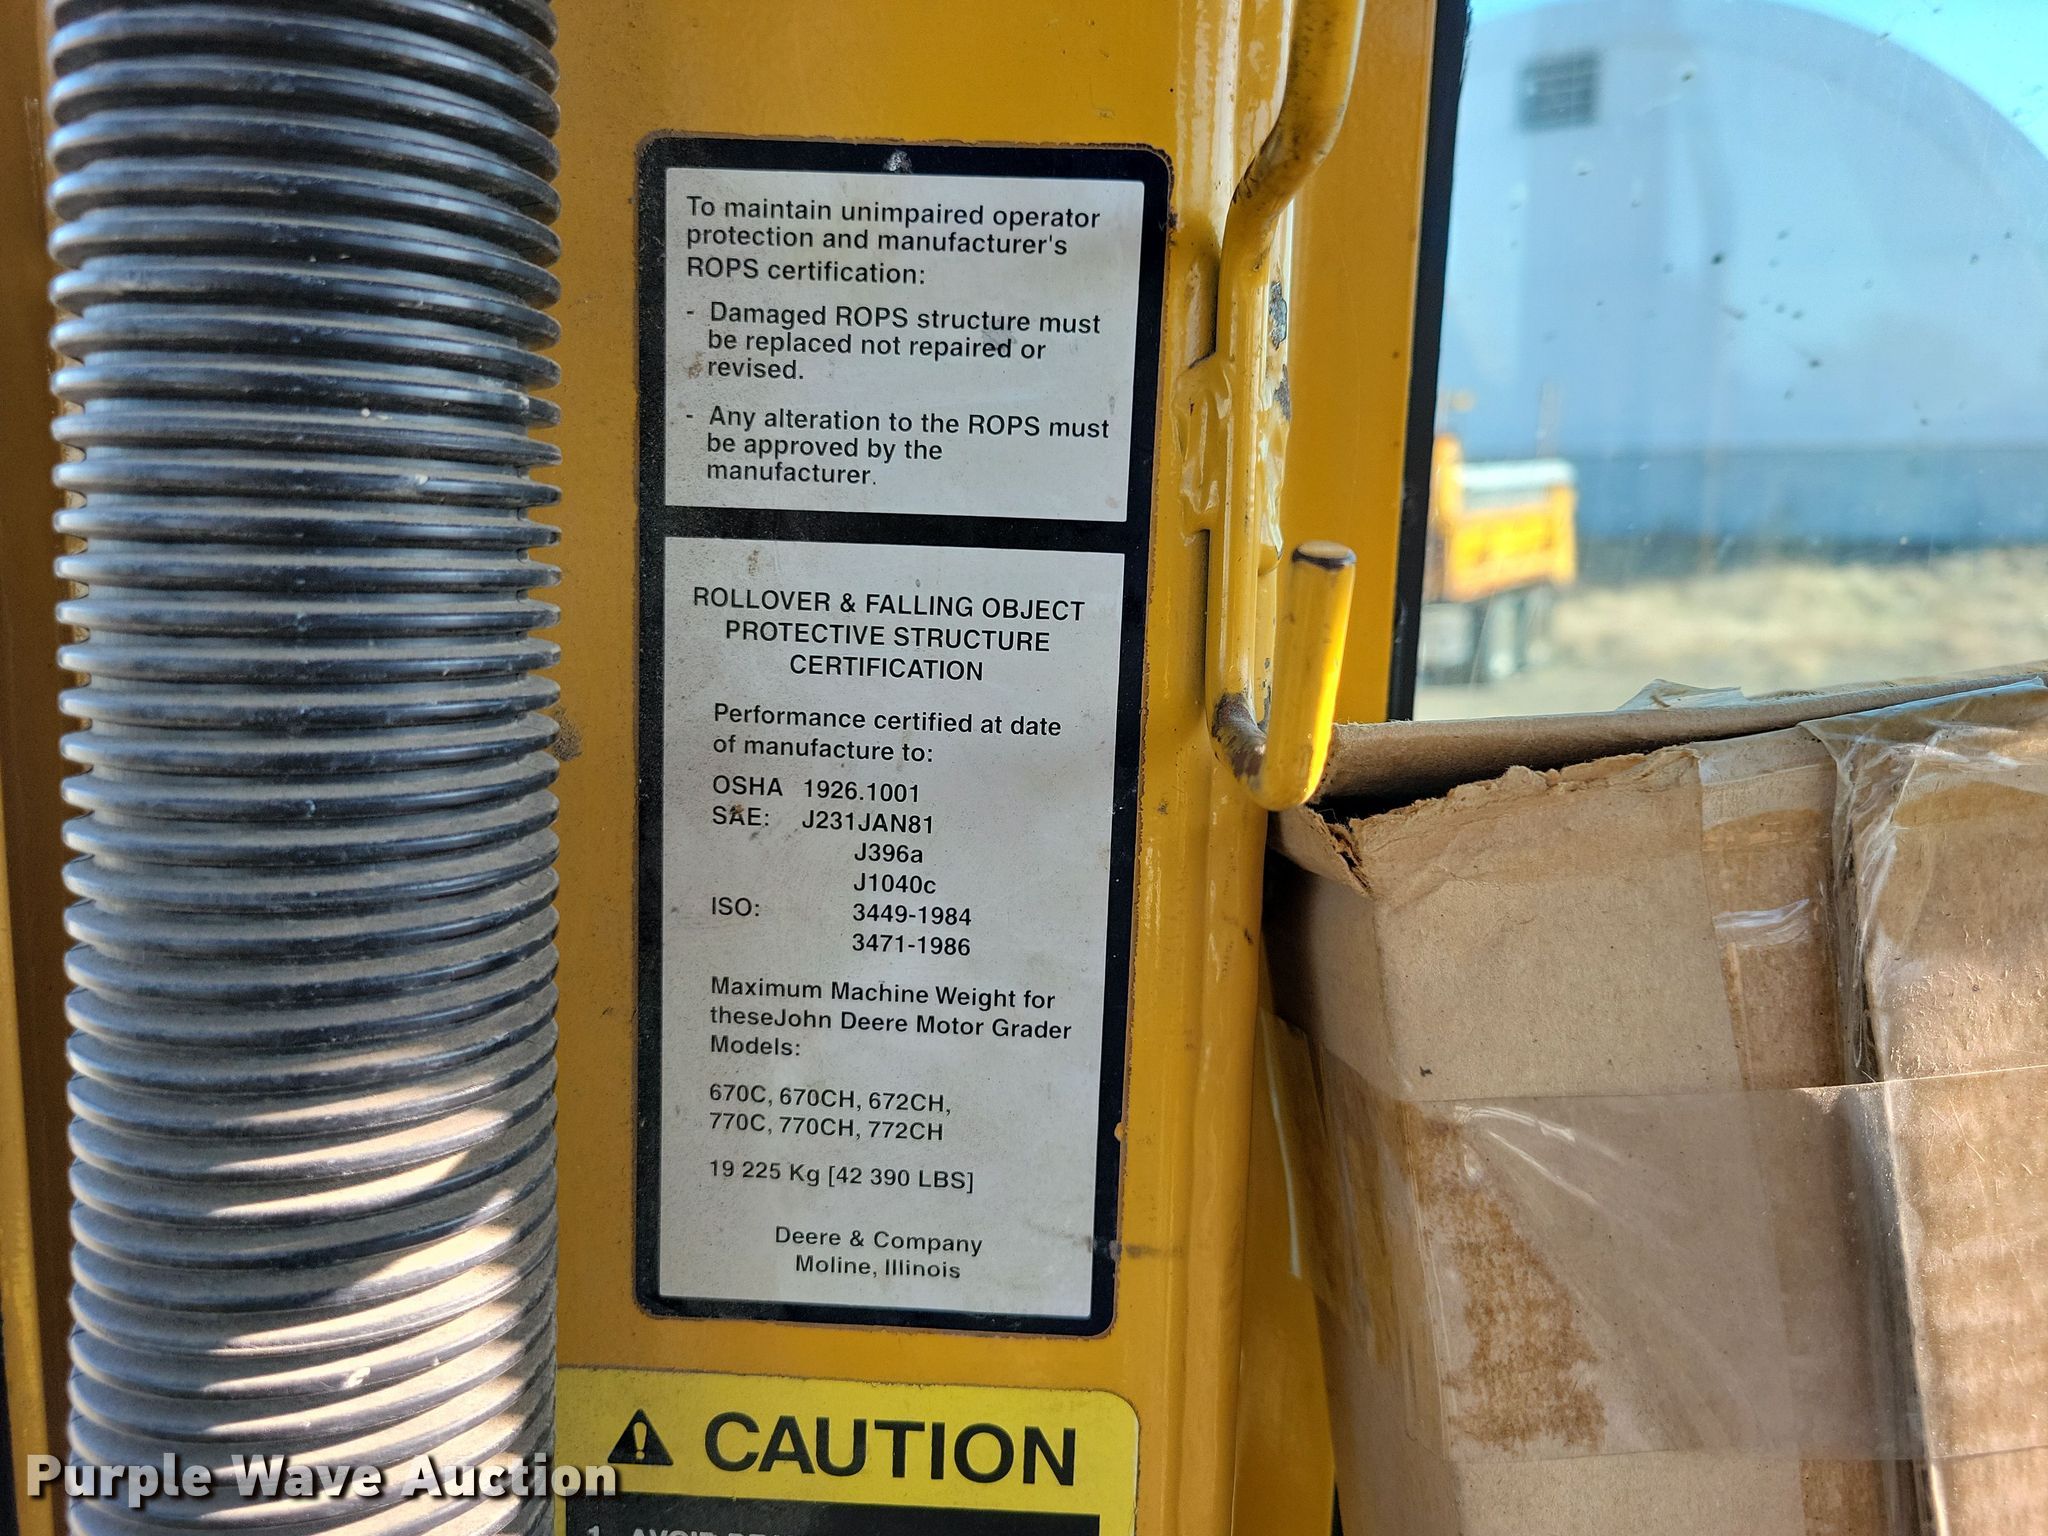 To maintain unimpaired operator
protection and manufacturer's
ROPS certification:
- Damaged ROPS structure must
be replaced not repaired or
revised.
- Any alteration to the ROPS must
be approved by the
manufacturer.
ROLLOVER & FALLING OBJECT
PROTECTIVE STRUCTURE
CERTIFICATION
Performance certified at date
of manufacture to:
OSHA 1926.1001
SAE: J231JAN81
J396a
J1040c
ISO: 3449-1984
3471-1986
Maximum Machine Weight for
theseJohn Deere Motor Grader
Models:
670C, 670CH, 672CH,
770C, 770CH, 772CH
19 225 Kg [42 390 LBS]
Deere & Company
Moline, Illinois
CAUTION
1. AVOID
Purple Wave Auction